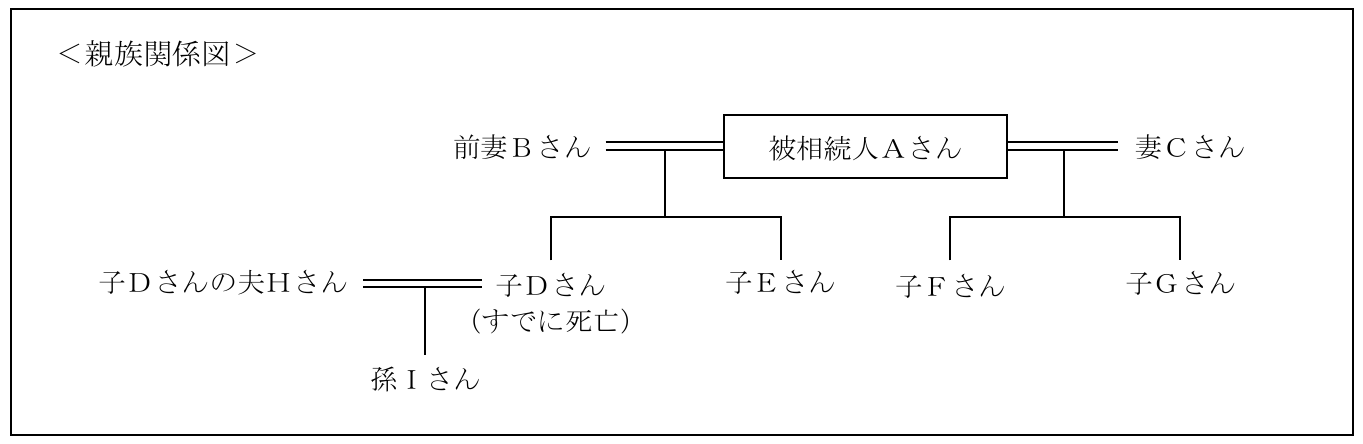 ＜親族関係図＞
前妻Ｂさん
被相続人Ａさん
妻Ｃさん
子Ｄさんの夫Ｈさん
子Ｄさん
（すでに死亡）
子Ｅさん
子Ｆさん
子Ｇさん
孫Ｉさん